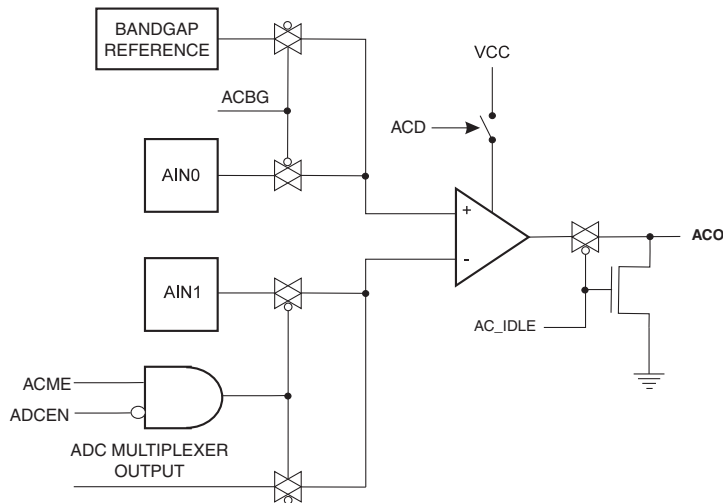 BANDGAP
REFERENCE
VCC
ACBG
ACD
AIN0
+
-
ACO
AIN1
AC_IDLE
ACME
ADCEN
ADC MULTIPLEXER
OUTPUT